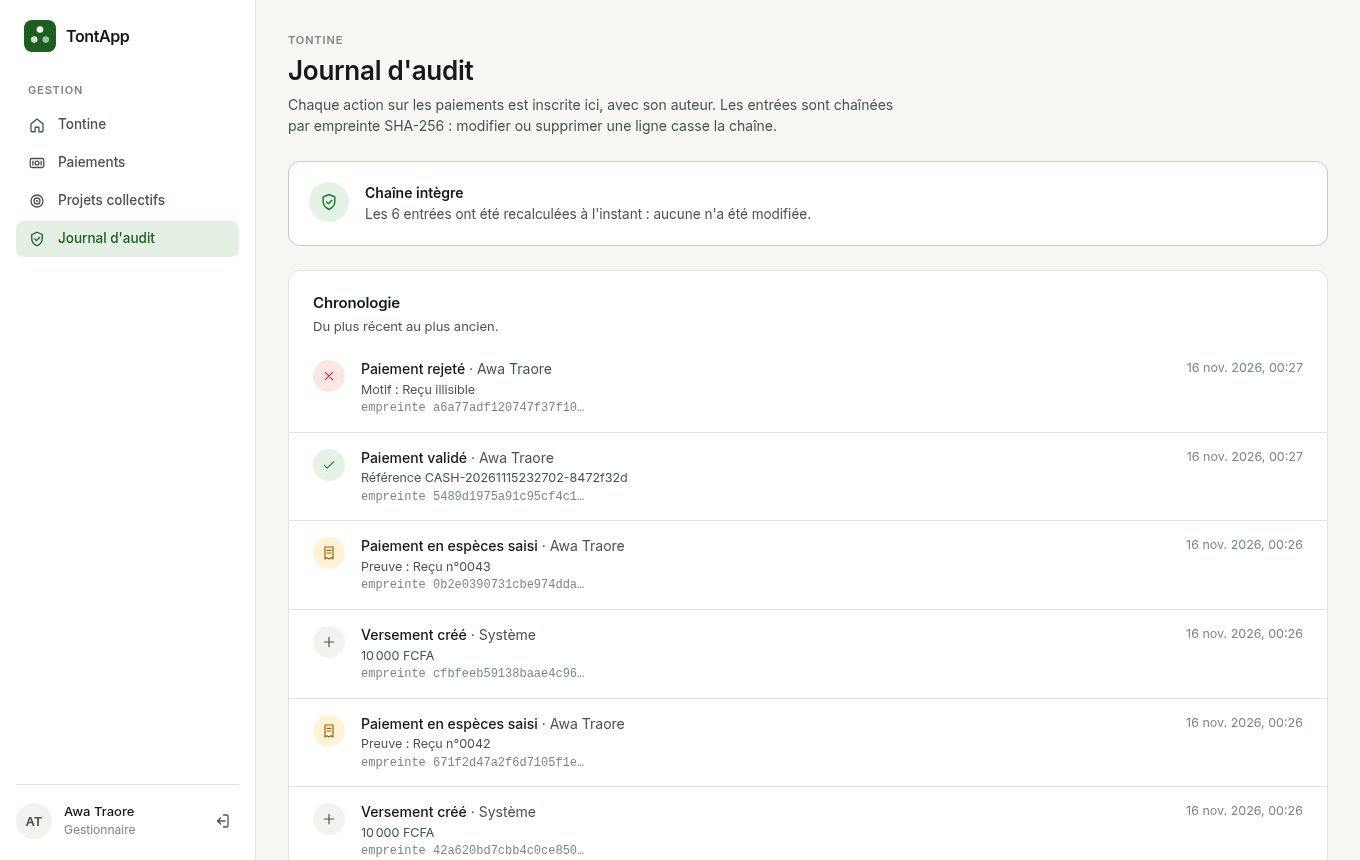 TontApp
GESTION
Tontine
Paiements
Projets collectifs
Journal d'audit
AT
Awa Traore
Gestionnaire
TONTINE
Journal d'audit
Chaque action sur les paiements est inscrite ici, avec son auteur. Les entrées sont chaînées
par empreinte SHA-256 : modifier ou supprimer une ligne casse la chaîne.
Chaîne intègre
Les 6 entrées ont été recalculées à l'instant : aucune n'a été modifiée.
Chronologie
Du plus récent au plus ancien.
Paiement rejeté · Awa Traore 16 nov. 2026, 00:27
Motif : Reçu illisible
empreinte a6a77adf120747f37f10…
Paiement validé · Awa Traore 16 nov. 2026, 00:27
Référence CASH-20261115232702-8472f32d
empreinte 5489d1975a91c95cf4c1…
Paiement en espèces saisi · Awa Traore 16 nov. 2026, 00:26
Preuve : Reçu n°0043
empreinte 0b2e0390731cbe974dda…
Versement créé · Système 16 nov. 2026, 00:26
10 000 FCFA
empreinte cfbfeeb59138baae4c96…
Paiement en espèces saisi · Awa Traore 16 nov. 2026, 00:26
Preuve : Reçu n°0042
empreinte 671f2d47a2f6d7105f1e…
Versement créé · Système 16 nov. 2026, 00:26
10 000 FCFA
empreinte 42a620bd7cbb4c0ce850…